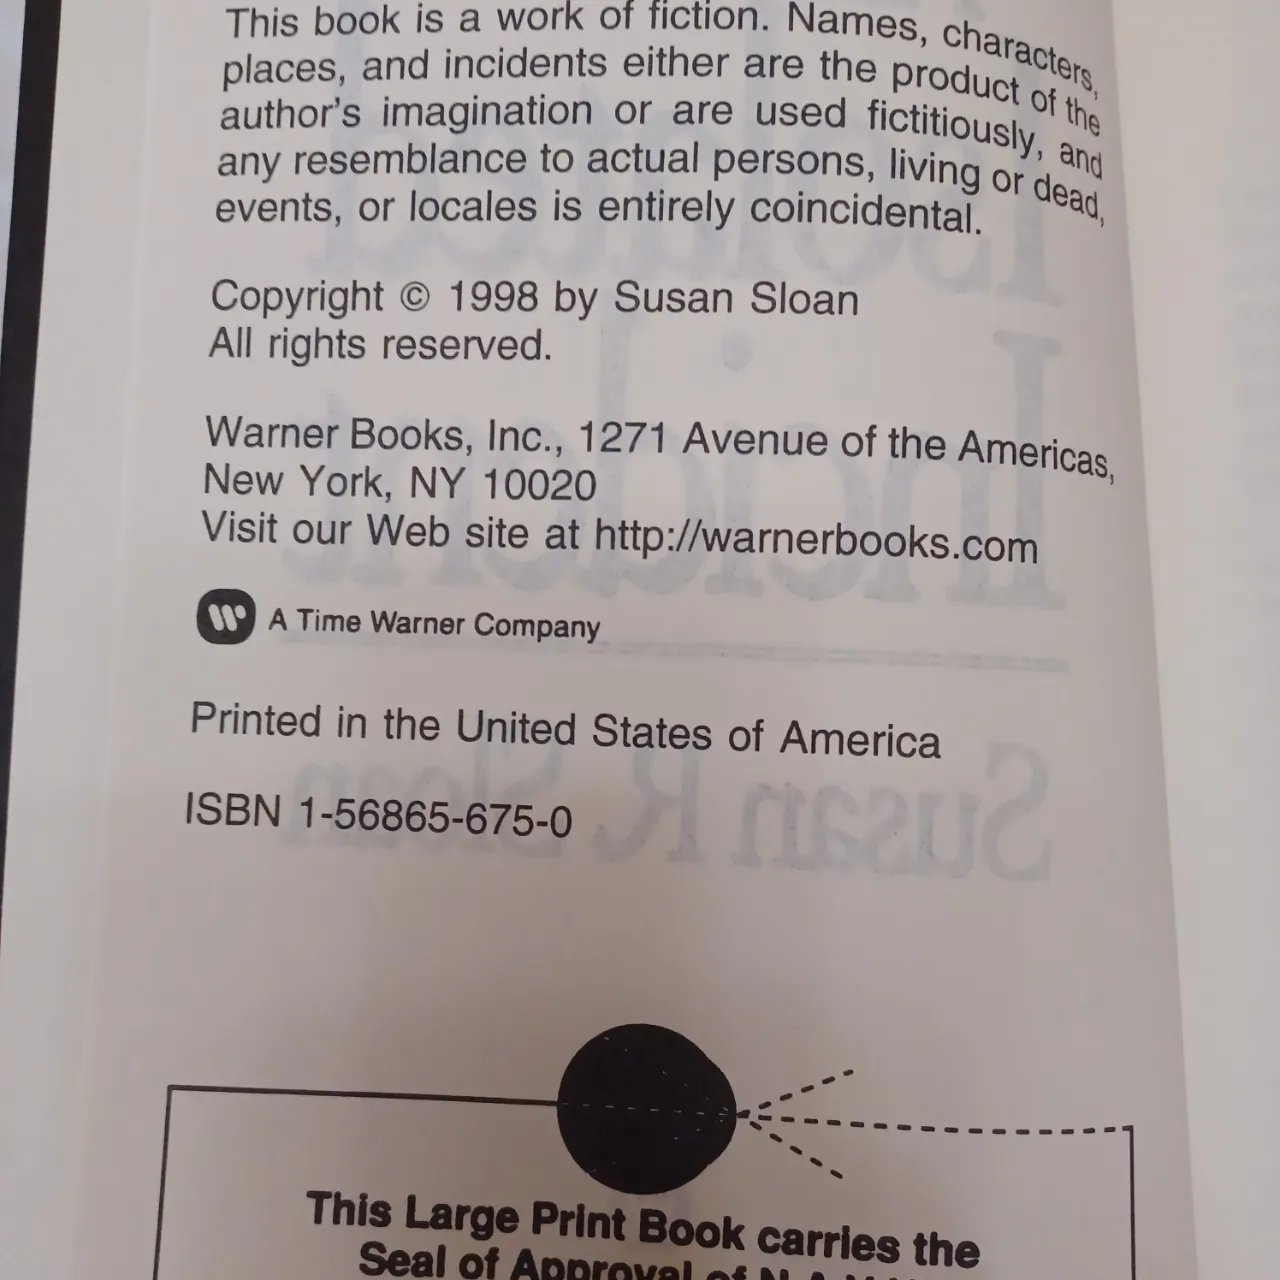 This book is a work of fiction. Names, characters,
places, and incidents either are the product of the
author's imagination or are used fictitiously, and
any resemblance to actual persons, living or dead,
events, or locales is entirely coincidental.
Copyright © 1998 by Susan Sloan
All rights reserved.
Warner Books, Inc., 1271 Avenue of the Americas,
New York, NY 10020
Visit our Web site at http://warnerbooks.com
A Time Warner Company
Printed in the United States of America
ISBN 1-56865-675-0
This Large Print Book carries the
Seal of Approval of